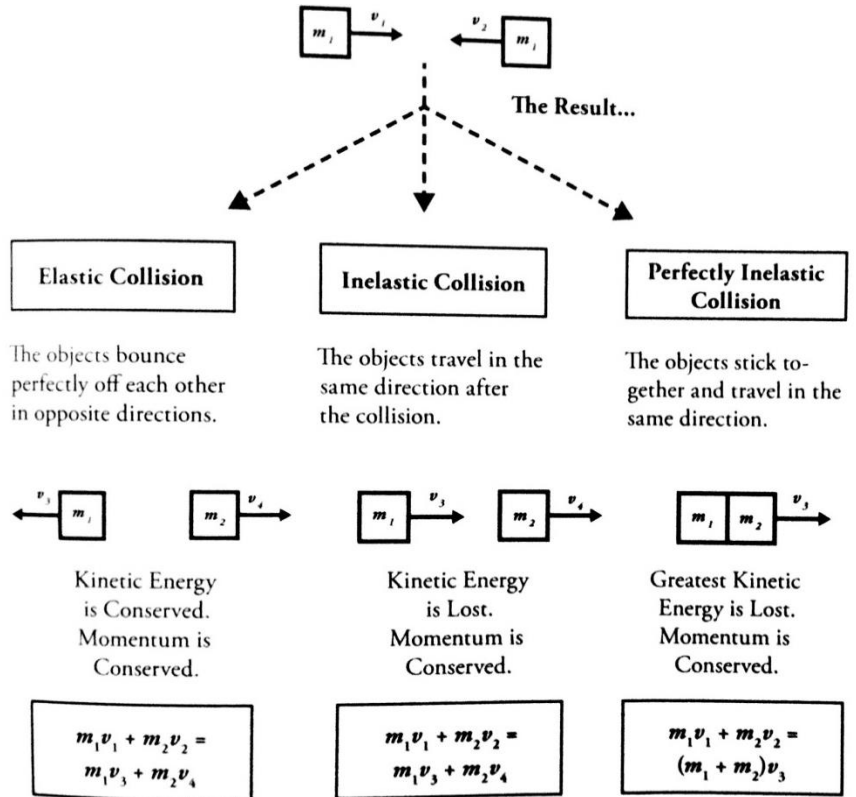 v₁ v₂
m₁ m₁
The Result...
Elastic Collision
The objects bounce
perfectly off each other
in opposite directions.
v₃ m₁ m₂ v₄
Kinetic Energy
is Conserved.
Momentum is
Conserved.
m₁v₁ + m₂v₂ =
m₁v₃ + m₂v₄
Inelastic Collision
The objects travel in the
same direction after
the collision.
m₁ v₃ m₂ v₄
Kinetic Energy
is Lost.
Momentum is
Conserved.
m₁v₁ + m₂v₂ =
m₁v₃ + m₂v₄
Perfectly Inelastic
Collision
The objects stick to-
gether and travel in the
same direction.
m₁ m₂ v₃
Greatest Kinetic
Energy is Lost.
Momentum is
Conserved.
m₁v₁ + m₂v₂ =
(m₁ + m₂)v₃